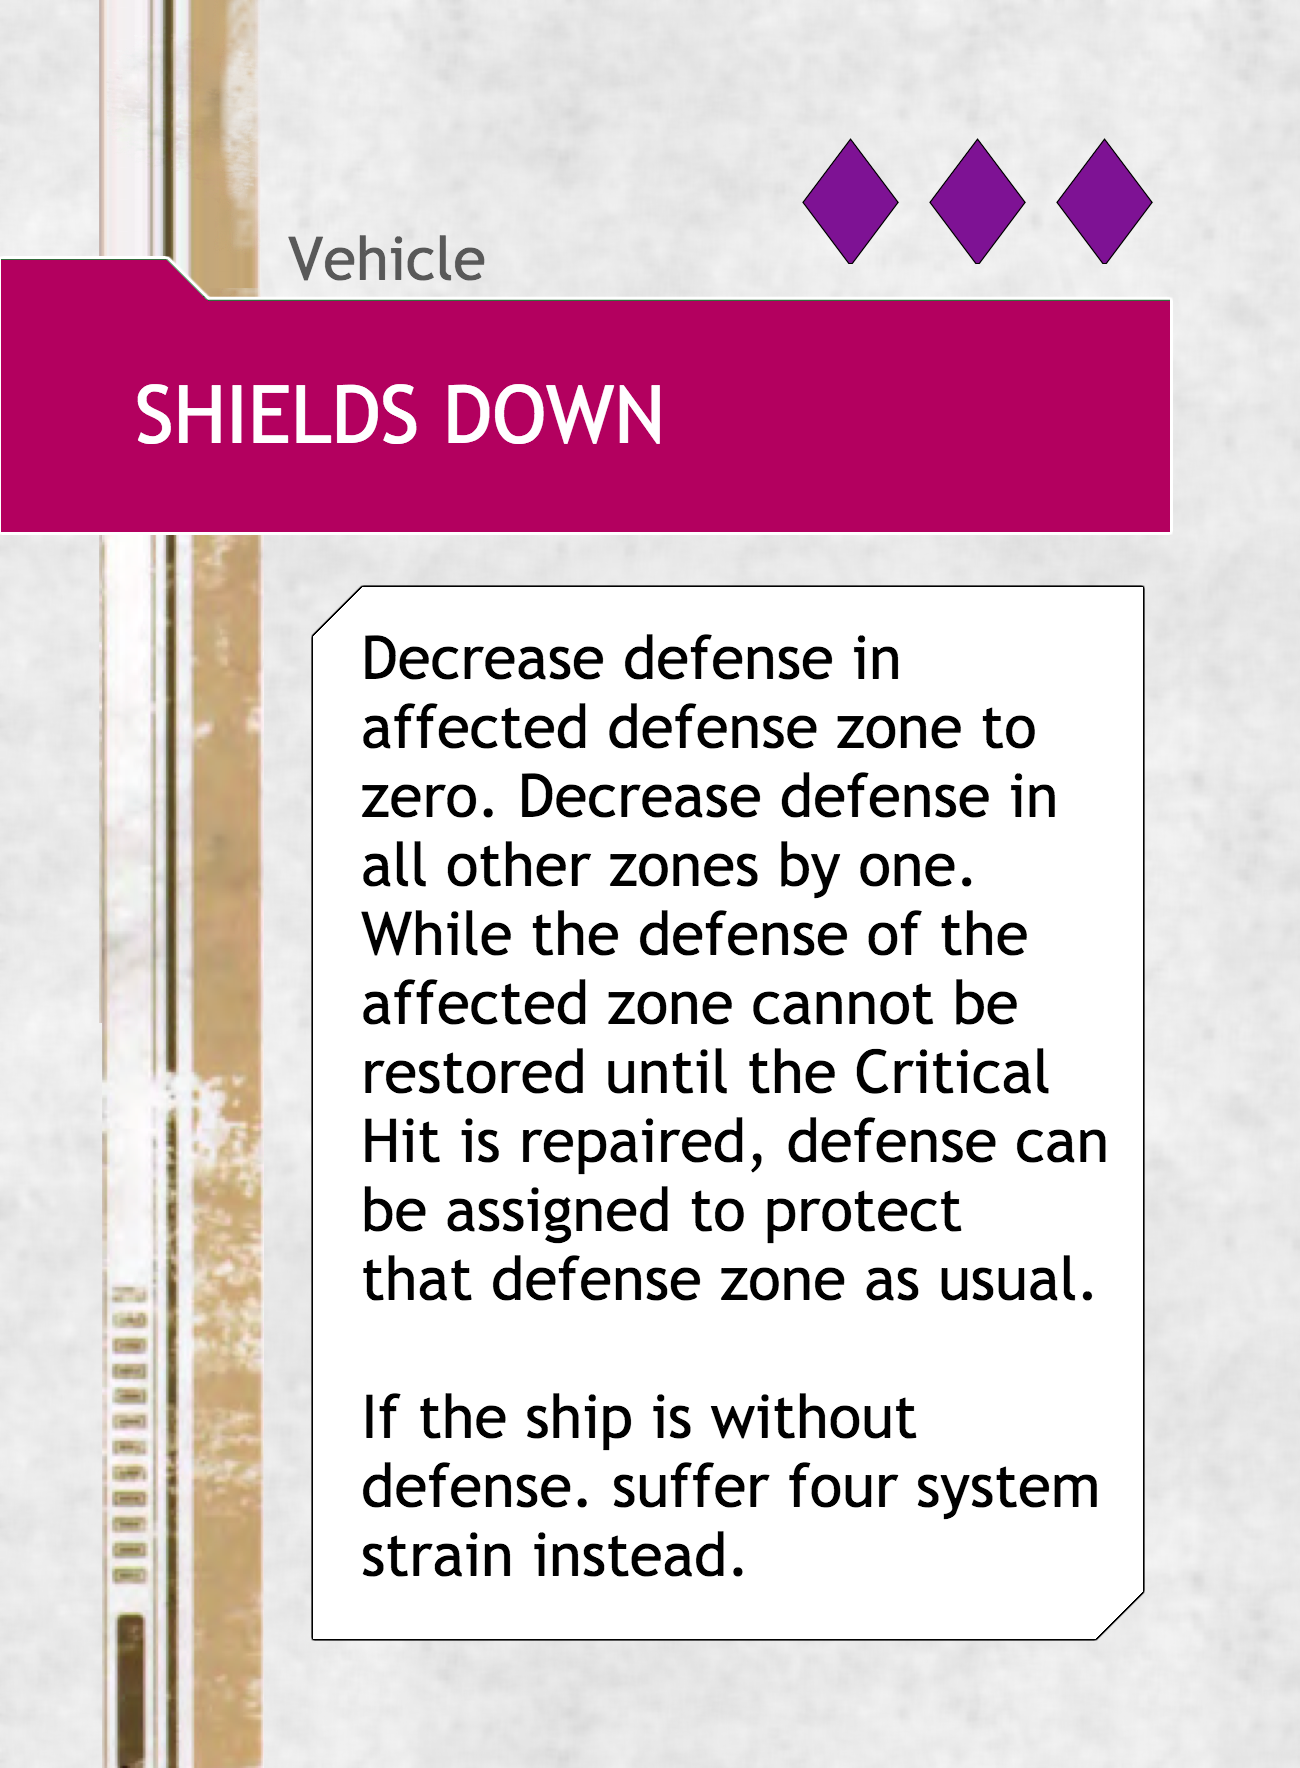 Vehicle
SHIELDS DOWN
Decrease defense in
affected defense zone to
zero. Decrease defense in
all other zones by one.
While the defense of the
affected zone cannot be
restored until the Critical
Hit is repaired, defense can
be assigned to protect
that defense zone as usual.
If the ship is without
defense. suffer four system
strain instead.